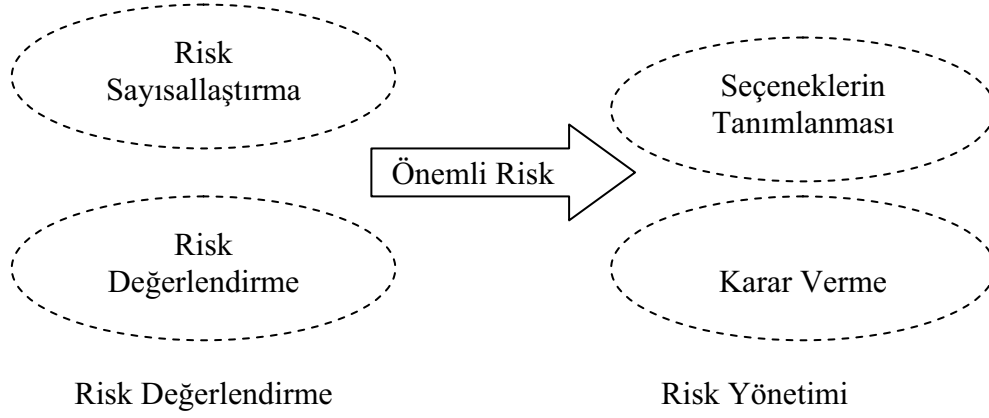 Risk
Sayısallaştırma
Risk
Değerlendirme
Risk Değerlendirme
Önemli Risk
Seçeneklerin
Tanımlanması
Karar Verme
Risk Yönetimi